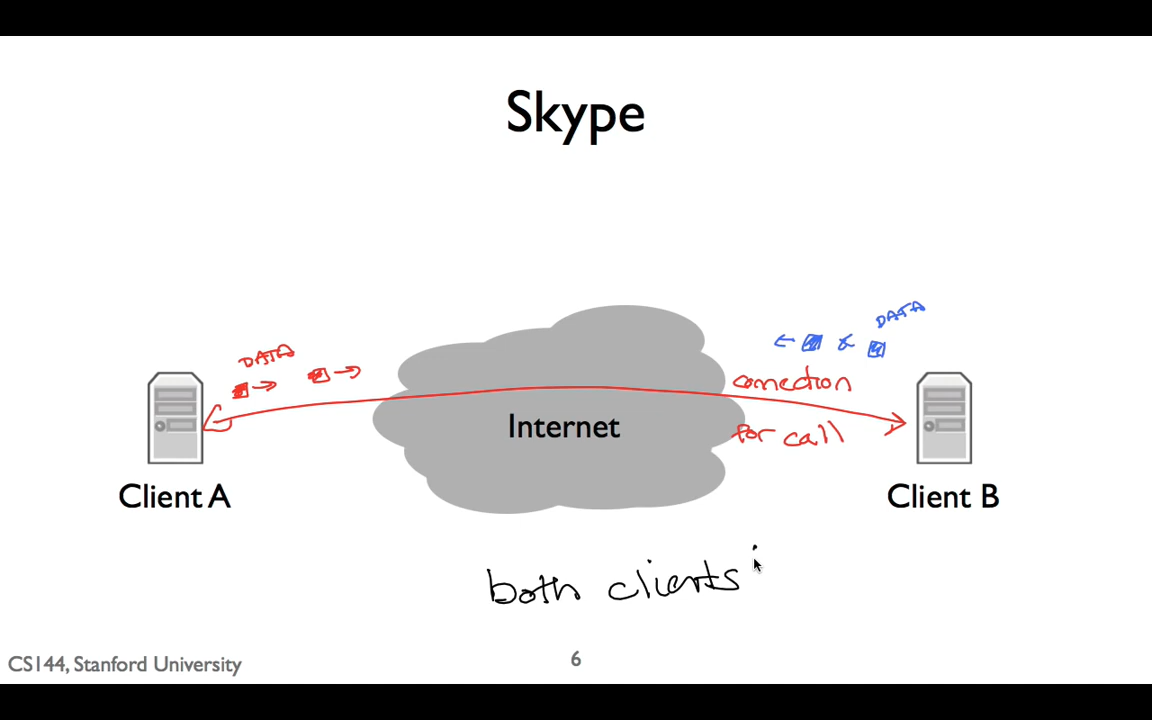 Skype
DATA
DATA
connection
for call
Internet
Client A
Client B
both clients
CS144, Stanford University
6